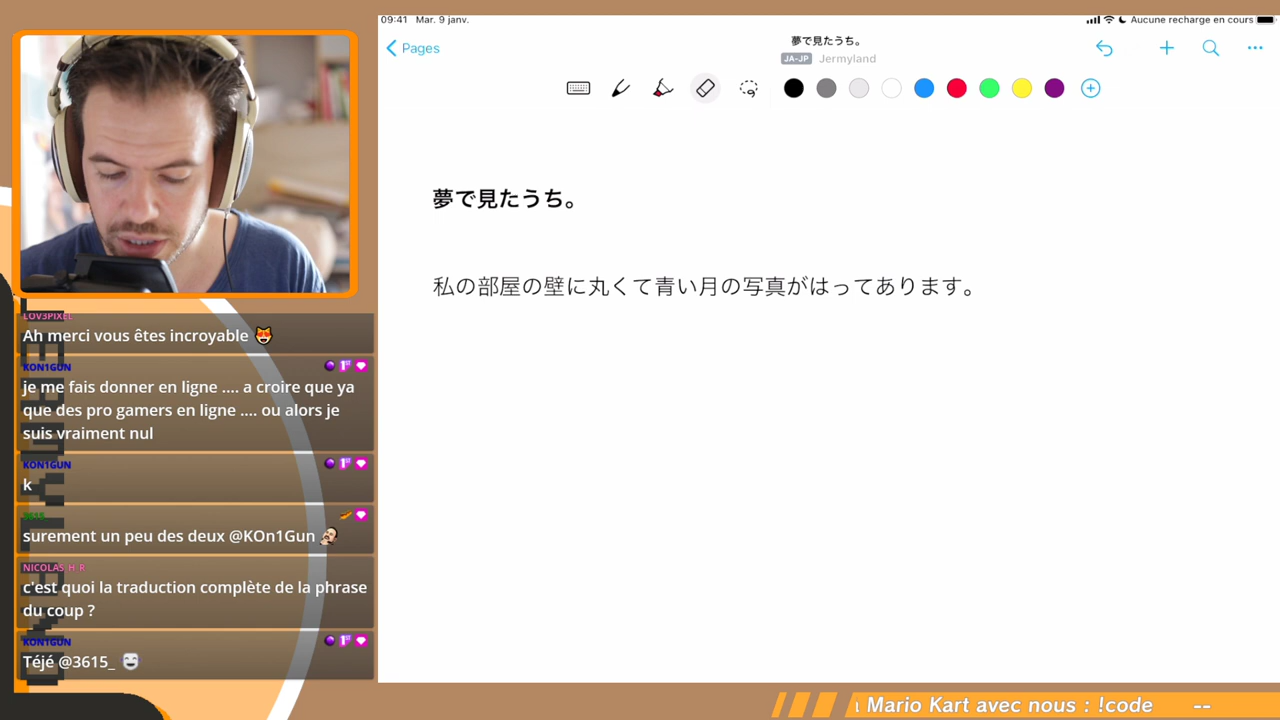 09:41 Mar. 9 janv.
Aucune recharge en cours
Pages
夢で見たうち。
JA-JP Jermyland
夢で見たうち。
私の部屋の壁に丸くて青い月の写真がはってあります。
LOV3PIXEL
Ah merci vous êtes incroyable
KON1GUN
je me fais donner en ligne .... a croire que ya
que des pro gamers en ligne .... ou alors je
suis vraiment nul
KON1GUN
k
3615_
surement un peu des deux @KOn1Gun
NICOLAS_H_R
c'est quoi la traduction complète de la phrase
du coup ?
KON1GUN
Téjé @3615_
Mario Kart avec nous : !code --